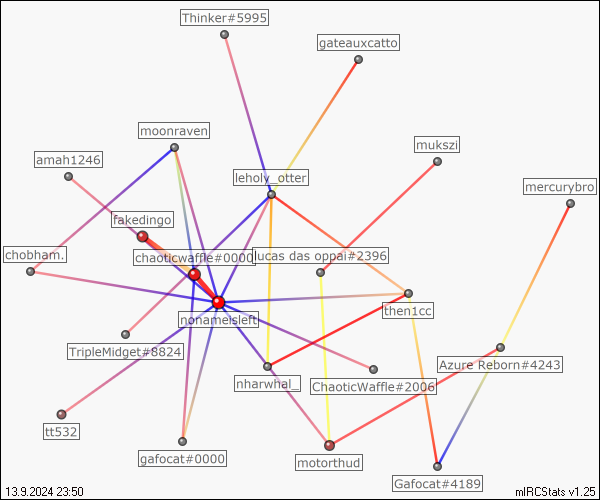 Thinker#5995
gateauxcatto
moonraven
mukszi
amah1246
leholy_otter
mercurybro
fakedingo
chobham.
chaoticwaffle#0000
lucas das oppai#2396
nonameisleft
then1cc
TripleMidget#8824
Azure Reborn#4243
nharwhal_
ChaoticWaffle#2006
tt532
gafocat#0000
motorthud
Gafocat#4189
13.9.2024 23:50
mIRCStats v1.25